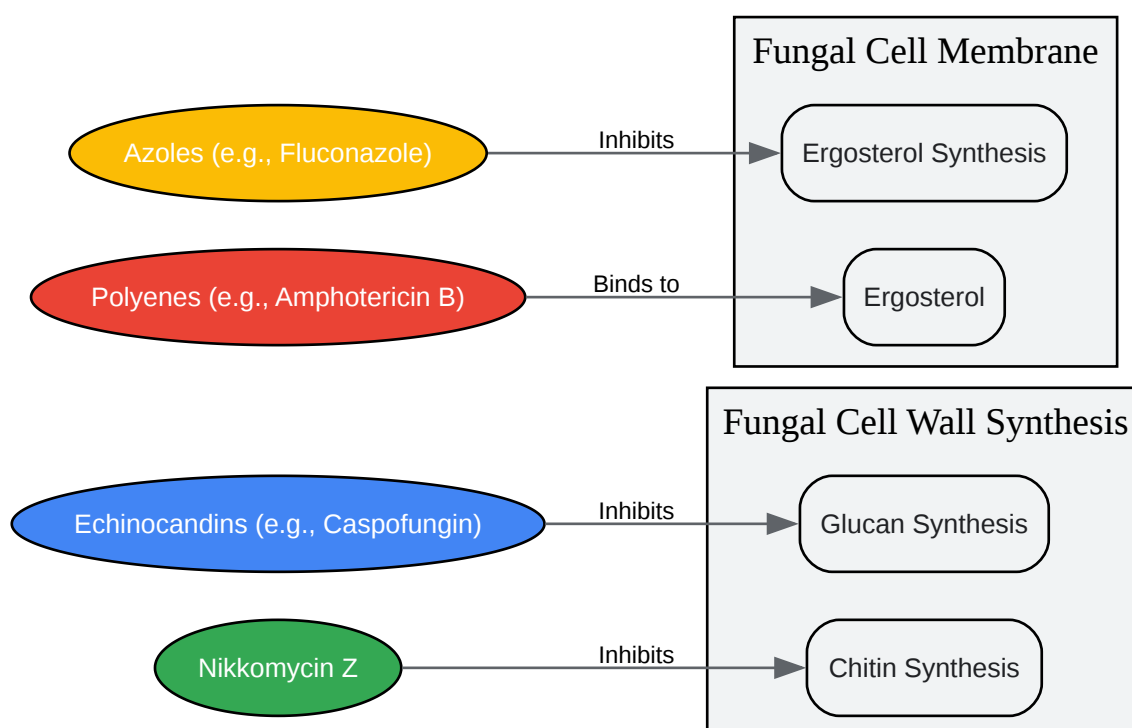 Fungal Cell Membrane
Azoles (e.g., Fluconazole)
Inhibits
Ergosterol Synthesis
Polyenes (e.g., Amphotericin B)
Binds to
Ergosterol
Fungal Cell Wall Synthesis
Echinocandins (e.g., Caspofungin)
Inhibits
Glucan Synthesis
Nikkomycin Z
Inhibits
Chitin Synthesis